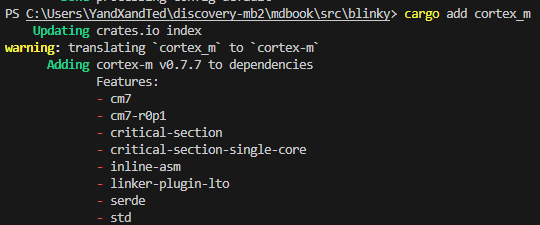 PS C:\Users\YandXandTed\discovery-mb2\mdbook\src\blinky> cargo add cortex_m
Updating crates.io index
warning: translating `cortex_m` to `cortex-m`
Adding cortex-m v0.7.7 to dependencies
Features:
- cm7
- cm7-r0p1
- critical-section
- critical-section-single-core
- inline-asm
- linker-plugin-lto
- serde
- std